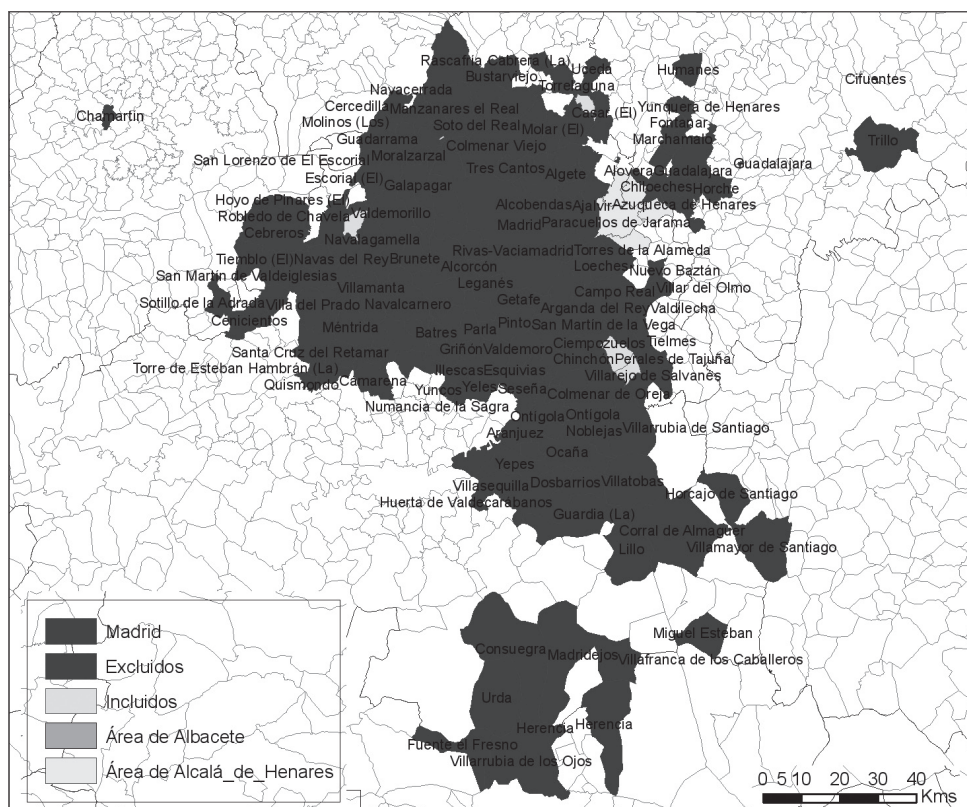 Rascafría Cabrera (La)
Bustarviejo
Uceda
Torrelaguna
Humanes
Cifuentes
Navacerrada
Cercedilla
Manzanares el Real
Casar (El)
Yunquera de Henares
Chamartín
Molinos (Los)
Soto del Real
Molar (El)
Fontanar
Guadarrama
Colmenar Viejo
Marchamalo
Trillo
San Lorenzo de El Escorial
Moralzarzal
Tres Cantos
Algete
Alovera
Guadalajara
Guadalajara
Escorial (El)
Galapagar
Chiloeches
Horche
Hoyo de Pinares (El)
Alcobendas
Ajalvir
Azuqueca de Henares
Robledo de Chavela
Valdemorillo
Madrid
Paracuellos de Jarama
Cebreros
Navalagamella
Tiemblo (El)
Navas del Rey
Brunete
Rivas-Vaciamadrid
Torres de la Alameda
Alcorcón
Loeches
Nuevo Baztán
San Martín de Valdeiglesias
Leganés
Villamanta
Campo Real
Villar del Olmo
Sotillo de la Adrada
Villa del Prado
Navalcarnero
Getafe
Arganda del Rey
Valdilecha
Cenicientos
Méntrida
Batres
Parla
Pinto
San Martín de la Vega
Griñón
Valdemoro
Ciempozuelos
Tielmes
Santa Cruz del Retamar
Chinchón
Perales de Tajuña
Torre de Esteban Hambrán (La)
Illescas
Esquivias
Villarejo de Salvanés
Quismondo
Camarena
Yuncos
Yeles
Seseña
Colmenar de Oreja
Numancia de la Sagra
Ontígola
Ontígola
Aranjuez
Noblejas
Villarrubia de Santiago
Ocaña
Yepes
Villasequilla
Dosbarrios
Villatobas
Huerta de Valdecarábanos
Horcajo de Santiago
Guardia (La)
Corral de Almaguer
Lillo
Villamayor de Santiago
Miguel Esteban
Consuegra
Madridejos
Villafranca de los Caballeros
Urda
Herencia
Herencia
Fuente el Fresno
Villarrubia de los Ojos
Madrid
Excluidos
Incluidos
Área de Albacete
Área de Alcalá_de_Henares
0 5 10 20 30 40
Kms